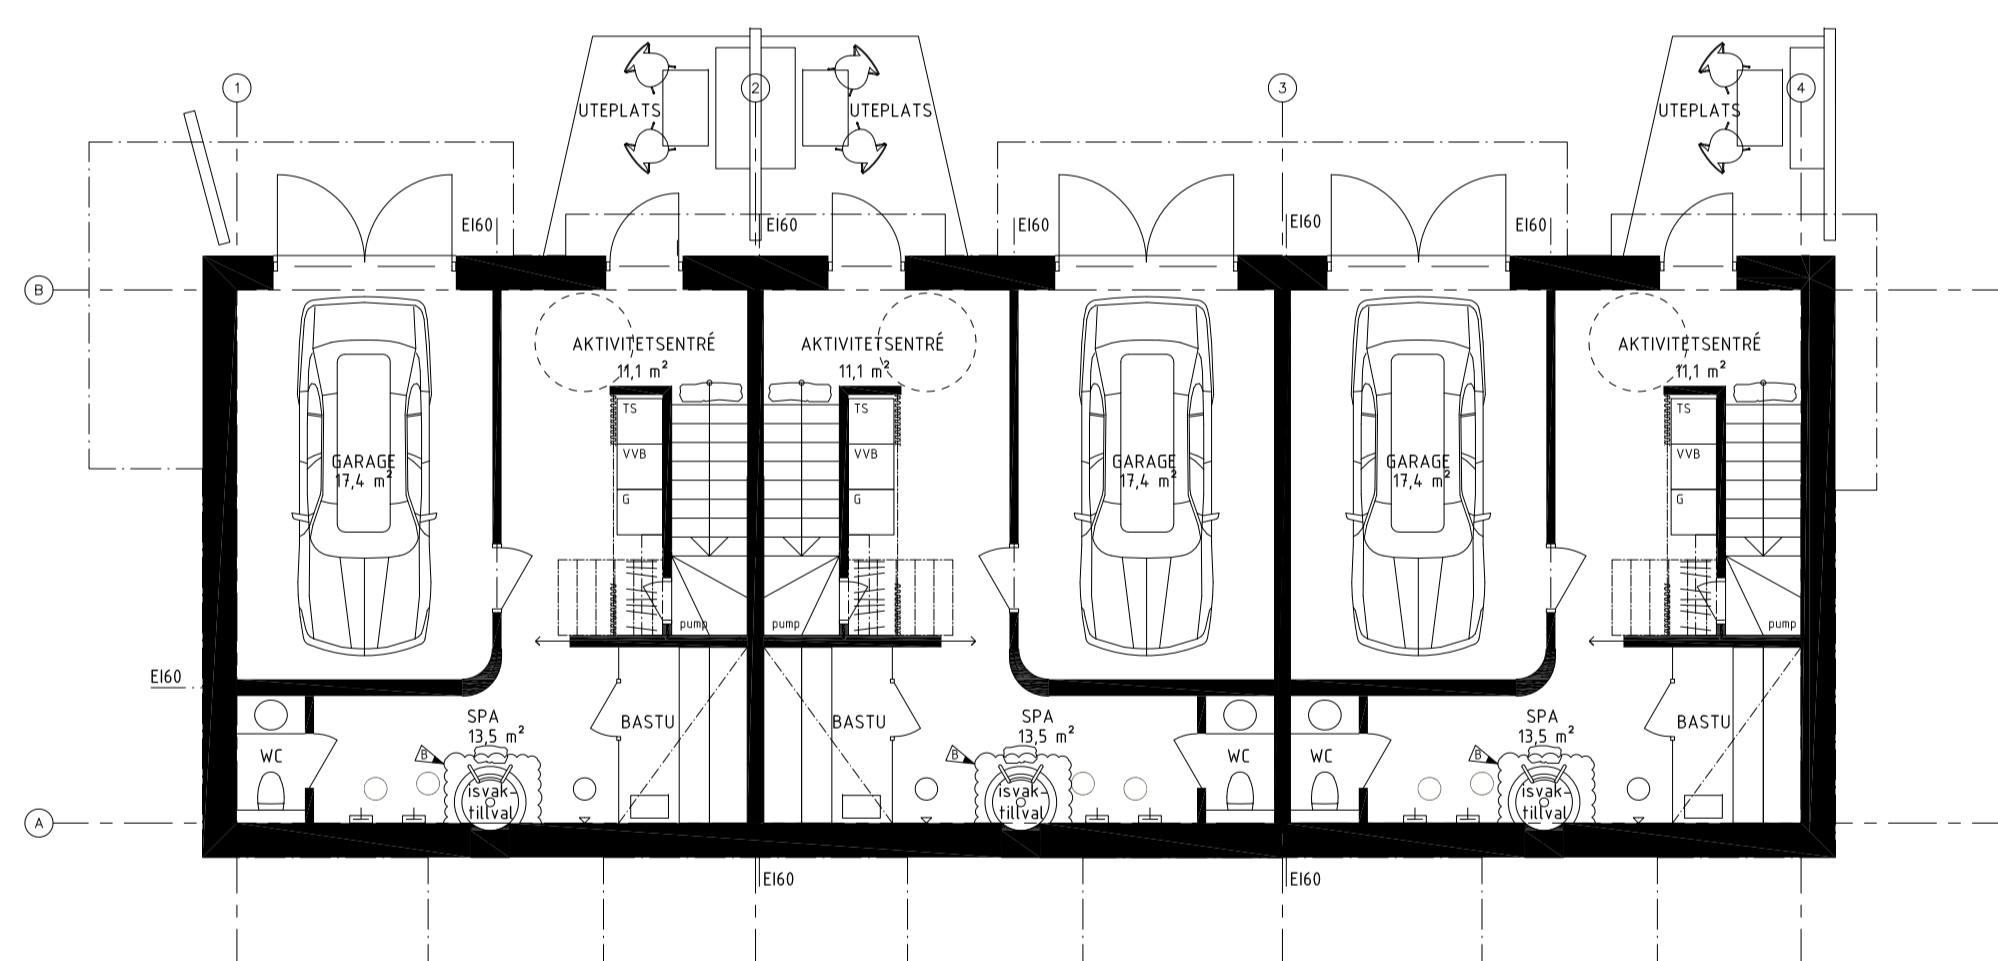 UTEPLATS
UTEPLATS
UTEPLATS
1
2
3
4
EI60
EI60
EI60
EI60
EI60
B
AKTIVITETSENTRÉ
11,1 m²
AKTIVITETSENTRÉ
11,1 m²
AKTIVITETSENTRÉ
11,1 m²
TS
VVB
G
TS
VVB
G
TS
VVB
G
GARAGE
17,4 m²
GARAGE
17,4 m²
GARAGE
17,4 m²
pump
pump
pump
EI60
SPA
13,5 m²
BASTU
BASTU
SPA
13,5 m²
SPA
13,5 m²
BASTU
WC
B
WC
B
WC
B
isvak-
tillval
isvak-
tillval
isvak-
tillval
A
EI60
EI60